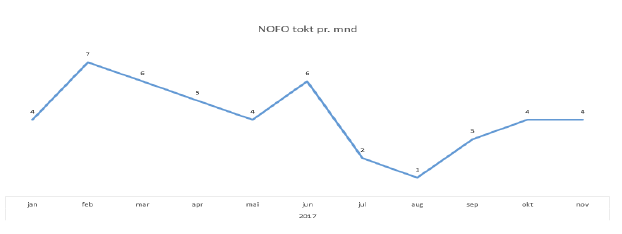 NOFO tokt pr. mnd
4 7 6 5 4 6 2 1 3 4 4
jan feb mar apr mai jun jul aug sep okt nov
2017